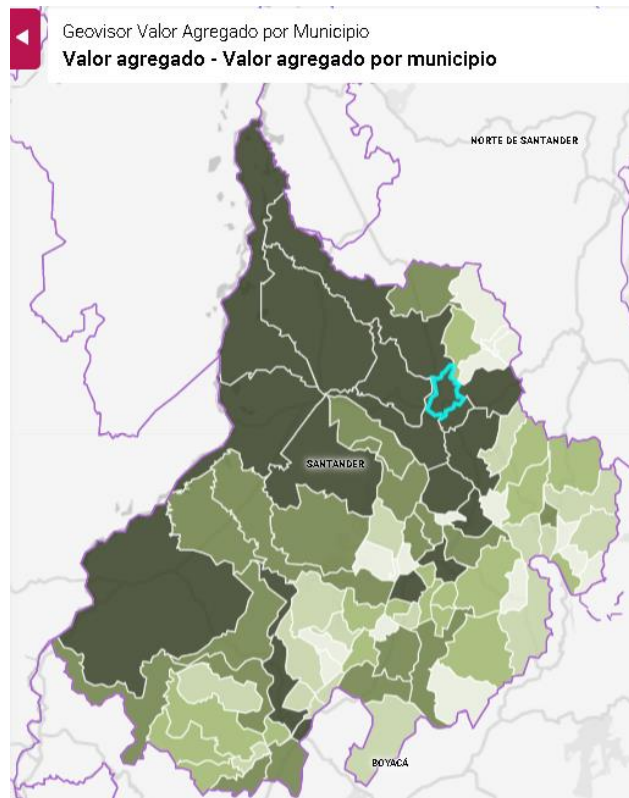 Geovisor Valor Agregado por Municipio
Valor agregado - Valor agregado por municipio
NORTE DE SANTANDER
SANTANDER
BOYACÁ